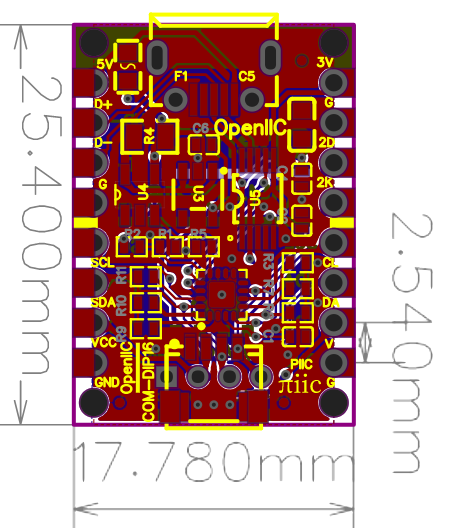 5V
3V
F1
C5
D+
G
OpenIIC
D-
R4
C6
2D
G
U4
U3
U5
2K
R2
R1
R5
SCL
R11
R3
CL
SDA
R10
DA
R9
C1
VCC
V
OpenIIC
COM-DIP16
PIIC
GND
πiic
G
25.400mm
2.540mm
17.780mm